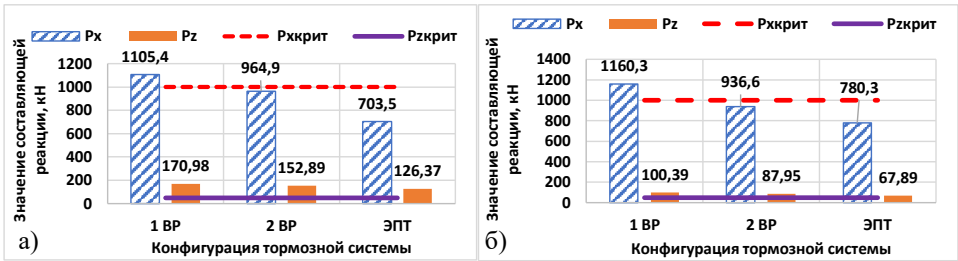 Px Pz Pxкрит Pzкрит
Значение составляющей
реакции, кН
1200
1000
800
600
400
200
0
1105,4
964,9
703,5
170,98
152,89
126,37
1 ВР 2 ВР ЭПТ
Конфигурация тормозной системы
а)
Px Pz Pxкрит Pzкрит
Значение составляющей
реакции, кН
1400
1200
1000
800
600
400
200
0
1160,3
936,6
780,3
100,39
87,95
67,89
1 ВР 2 ВР ЭПТ
Конфигурация тормозной системы
б)